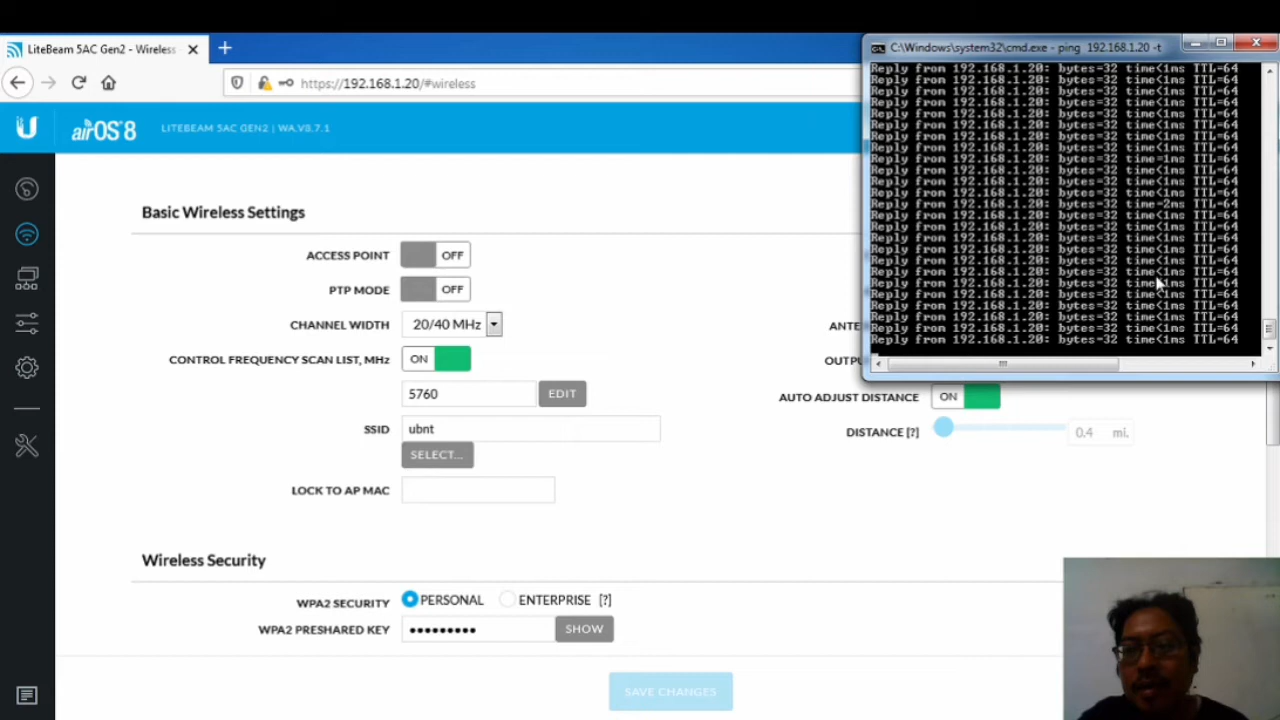 LiteBeam 5AC Gen2 - Wireless
https://192.168.1.20/#wireless
airOS®8
LITEBEAM 5AC GEN2 | WA.V8.7.1
Basic Wireless Settings
ACCESS POINT OFF
PTP MODE OFF
CHANNEL WIDTH 20/40 MHz
CONTROL FREQUENCY SCAN LIST, MHz ON
5760 EDIT
SSID ubnt
SELECT...
LOCK TO AP MAC
AUTO ADJUST DISTANCE ON
DISTANCE [?] 0.4 mi.
Wireless Security
WPA2 SECURITY PERSONAL ENTERPRISE [?]
WPA2 PRESHARED KEY ••••••••• SHOW
SAVE CHANGES
C:\Windows\system32\cmd.exe - ping 192.168.1.20 -t
Reply from 192.168.1.20: bytes=32 time<1ms TTL=64
Reply from 192.168.1.20: bytes=32 time<1ms TTL=64
Reply from 192.168.1.20: bytes=32 time<1ms TTL=64
Reply from 192.168.1.20: bytes=32 time<1ms TTL=64
Reply from 192.168.1.20: bytes=32 time<1ms TTL=64
Reply from 192.168.1.20: bytes=32 time<1ms TTL=64
Reply from 192.168.1.20: bytes=32 time<1ms TTL=64
Reply from 192.168.1.20: bytes=32 time<1ms TTL=64
Reply from 192.168.1.20: bytes=32 time=1ms TTL=64
Reply from 192.168.1.20: bytes=32 time<1ms TTL=64
Reply from 192.168.1.20: bytes=32 time<1ms TTL=64
Reply from 192.168.1.20: bytes=32 time<1ms TTL=64
Reply from 192.168.1.20: bytes=32 time=2ms TTL=64
Reply from 192.168.1.20: bytes=32 time<1ms TTL=64
Reply from 192.168.1.20: bytes=32 time<1ms TTL=64
Reply from 192.168.1.20: bytes=32 time<1ms TTL=64
Reply from 192.168.1.20: bytes=32 time<1ms TTL=64
Reply from 192.168.1.20: bytes=32 time<1ms TTL=64
Reply from 192.168.1.20: bytes=32 time<1ms TTL=64
Reply from 192.168.1.20: bytes=32 time<1ms TTL=64
Reply from 192.168.1.20: bytes=32 time<1ms TTL=64
Reply from 192.168.1.20: bytes=32 time<1ms TTL=64
Reply from 192.168.1.20: bytes=32 time<1ms TTL=64
Reply from 192.168.1.20: bytes=32 time<1ms TTL=64
Reply from 192.168.1.20: bytes=32 time<1ms TTL=64